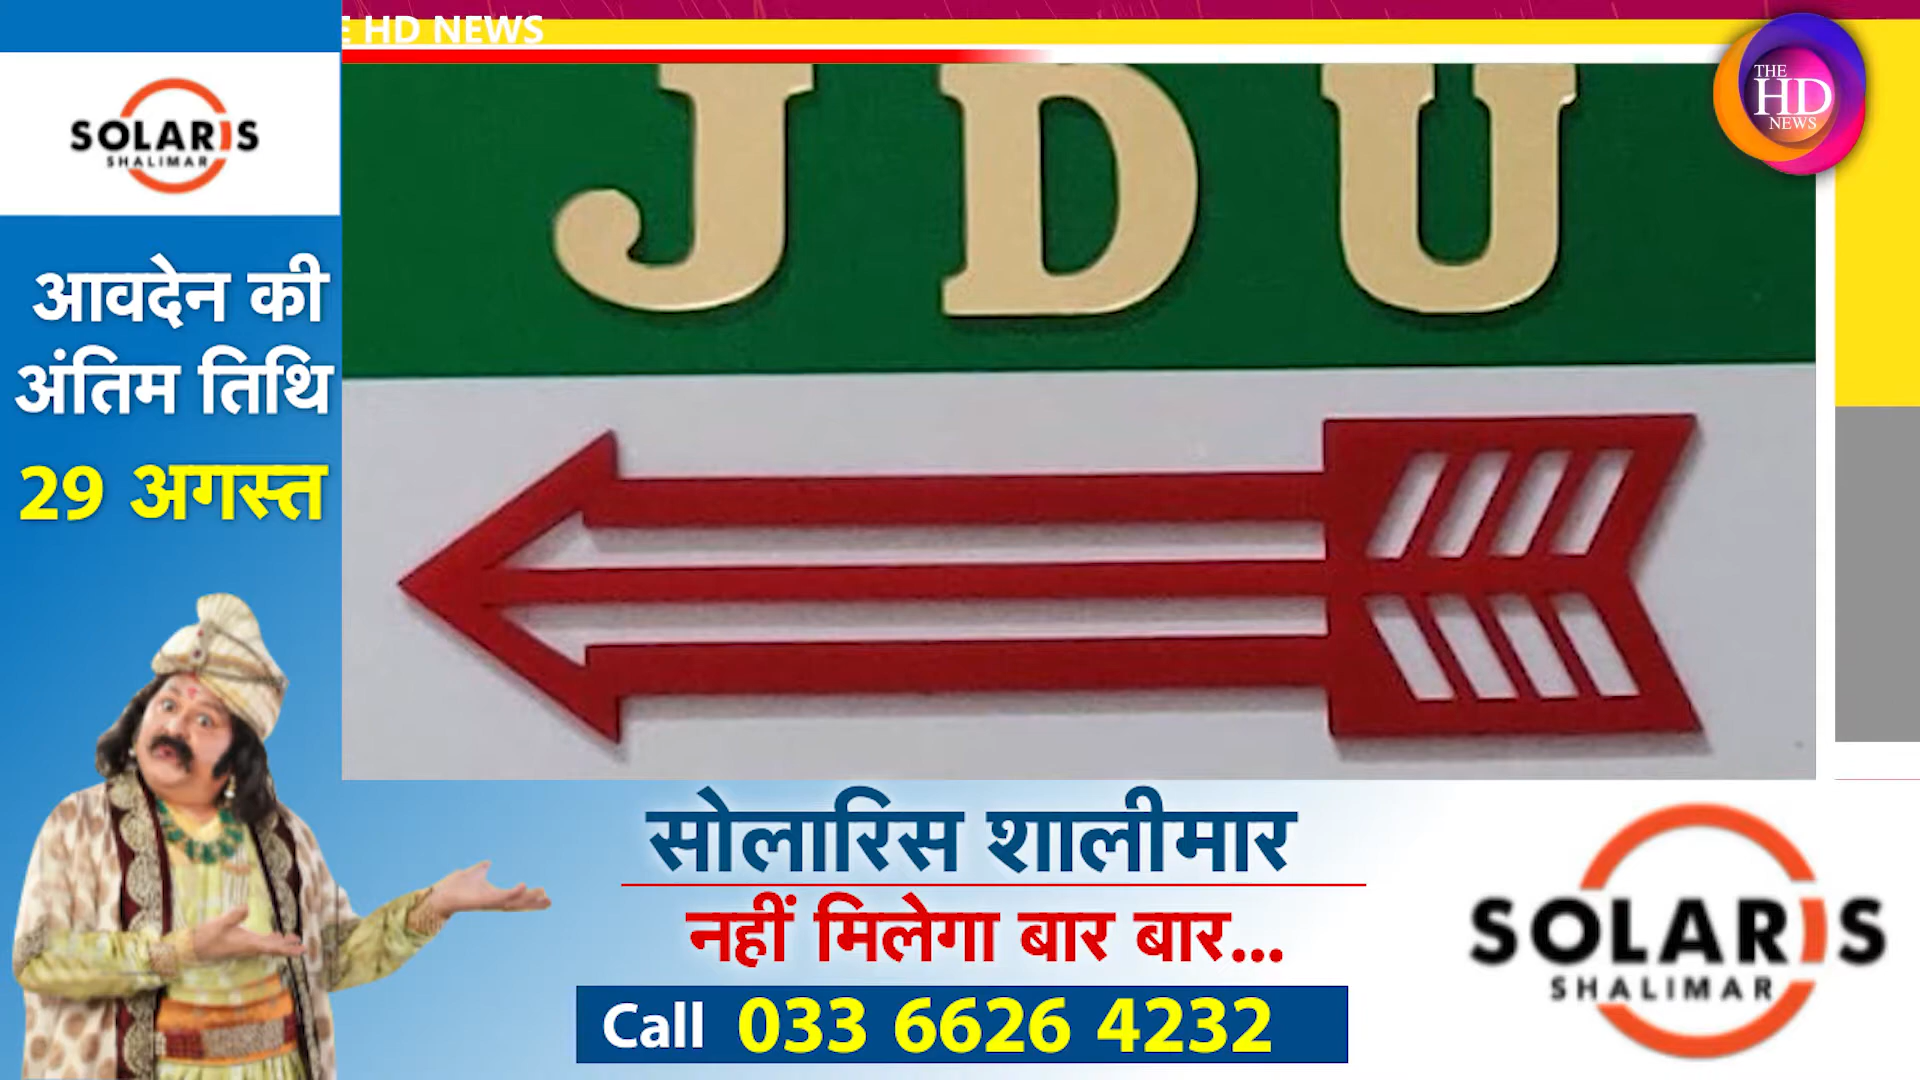 E HD NEWS
THE
HD
NEWS
SOLARIS
SHALIMAR
JDU
आवदेन की
अंतिम तिथि
29 अगस्त
सोलारिस शालीमार
नहीं मिलेगा बार बार...
Call 033 6626 4232
SOLARIS
SHALIMAR